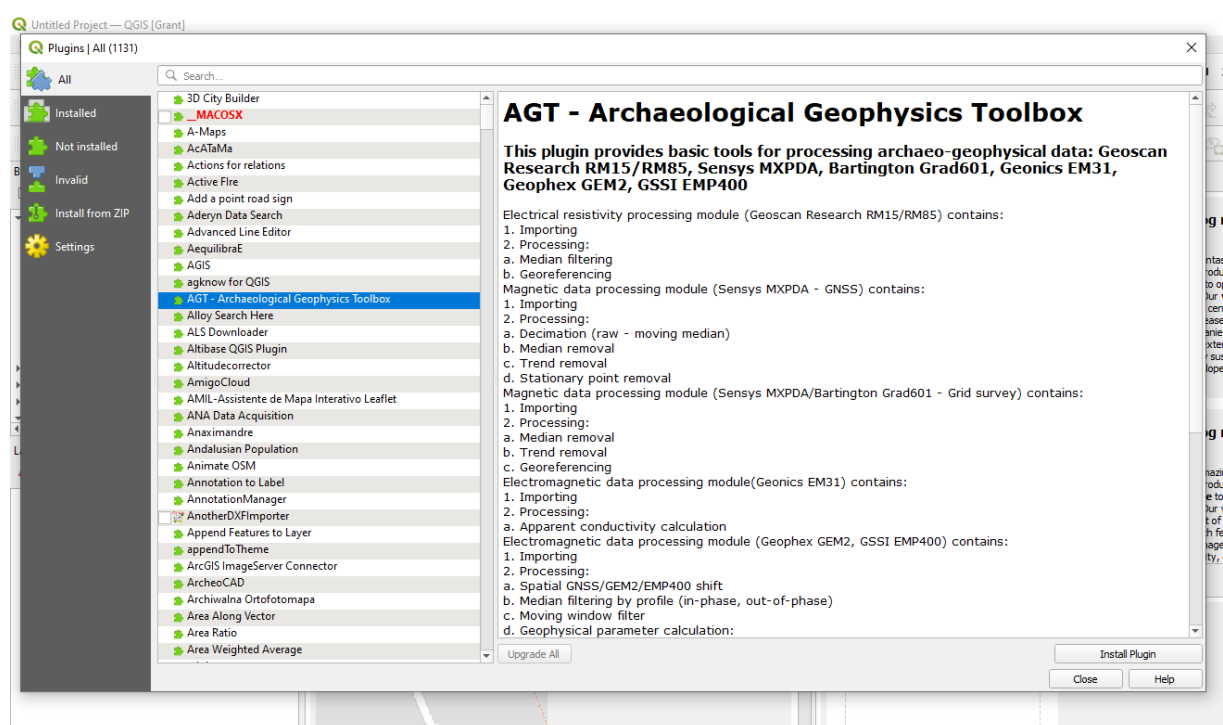 Untitled Project — QGIS [Grant]
Plugins | All (1131)
All
Installed
Not installed
Invalid
Install from ZIP
Settings
Search...
3D City Builder
__MACOSX
A-Maps
AcATaMa
Actions for relations
Active FIre
Add a point road sign
Aderyn Data Search
Advanced Line Editor
AequilibraE
AGIS
agknow for QGIS
AGT - Archaeological Geophysics Toolbox
Alloy Search Here
ALS Downloader
Altibase QGIS Plugin
Altitudecorrector
AmigoCloud
AMIL-Assistente de Mapa Interativo Leaflet
ANA Data Acquisition
Anaximandre
Andalusian Population
Animate OSM
Annotation to Label
AnnotationManager
AnotherDXFImporter
Append Features to Layer
appendToTheme
ArcGIS ImageServer Connector
ArcheoCAD
Archiwalna Ortofotomapa
Area Along Vector
Area Ratio
Area Weighted Average
AGT - Archaeological Geophysics Toolbox
This plugin provides basic tools for processing archaeo-geophysical data: Geoscan
Research RM15/RM85, Sensys MXPDA, Bartington Grad601, Geonics EM31,
Geophex GEM2, GSSI EMP400
Electrical resistivity processing module (Geoscan Research RM15/RM85) contains:
1. Importing
2. Processing:
a. Median filtering
b. Georeferencing
Magnetic data processing module (Sensys MXPDA - GNSS) contains:
1. Importing
2. Processing:
a. Decimation (raw - moving median)
b. Median removal
c. Trend removal
d. Stationary point removal
Magnetic data processing module (Sensys MXPDA/Bartington Grad601 - Grid survey) contains:
1. Importing
2. Processing:
a. Median removal
b. Trend removal
c. Georeferencing
Electromagnetic data processing module(Geonics EM31) contains:
1. Importing
2. Processing:
a. Apparent conductivity calculation
Electromagnetic data processing module (Geophex GEM2, GSSI EMP400) contains:
1. Importing
2. Processing:
a. Spatial GNSS/GEM2/EMP400 shift
b. Median filtering by profile (in-phase, out-of-phase)
c. Moving window filter
d. Geophysical parameter calculation:
Upgrade All
Install Plugin
Close
Help